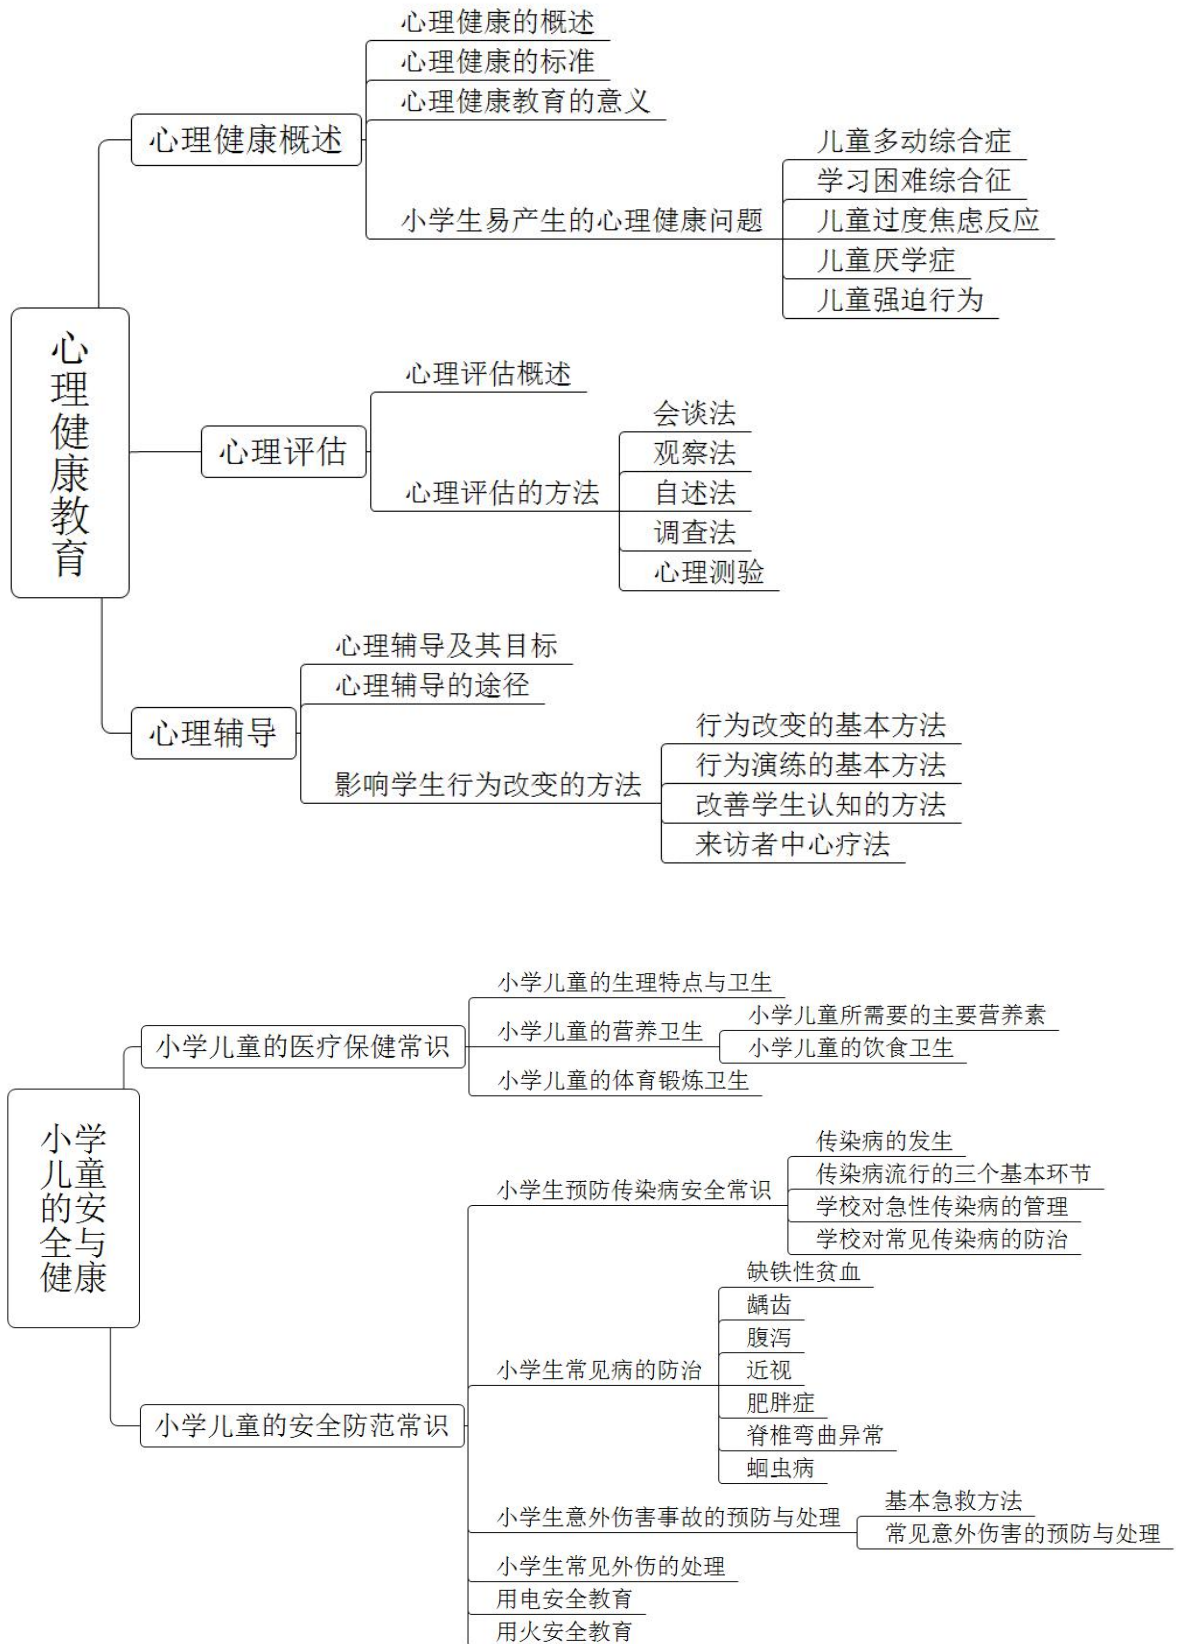 心理健康教育
心理健康概述
心理健康的概述
心理健康的标准
心理健康教育的意义
小学生易产生的心理健康问题
儿童多动综合症
学习困难综合征
儿童过度焦虑反应
儿童厌学症
儿童强迫行为
心理评估
心理评估概述
心理评估的方法
会谈法
观察法
自述法
调查法
心理测验
心理辅导
心理辅导及其目标
心理辅导的途径
影响学生行为改变的方法
行为改变的基本方法
行为演练的基本方法
改善学生认知的方法
来访者中心疗法
小学
儿童
的安
全与
健康
小学儿童的医疗保健常识
小学儿童的生理特点与卫生
小学儿童的营养卫生
小学儿童所需要的主要营养素
小学儿童的饮食卫生
小学儿童的体育锻炼卫生
小学儿童的安全防范常识
小学生预防传染病安全常识
传染病的发生
传染病流行的三个基本环节
学校对急性传染病的管理
学校对常见传染病的防治
小学生常见病的防治
缺铁性贫血
龋齿
腹泻
近视
肥胖症
脊椎弯曲异常
蛔虫病
小学生意外伤害事故的预防与处理
基本急救方法
常见意外伤害的预防与处理
小学生常见外伤的处理
用电安全教育
用火安全教育